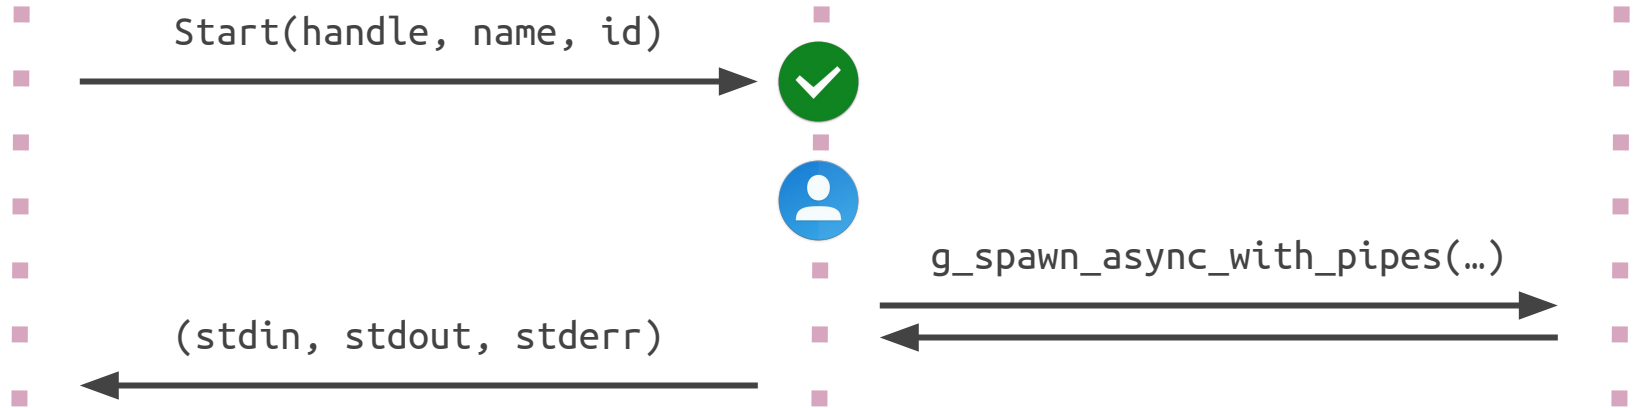 Start(handle, name, id)
g_spawn_async_with_pipes(…)
(stdin, stdout, stderr)